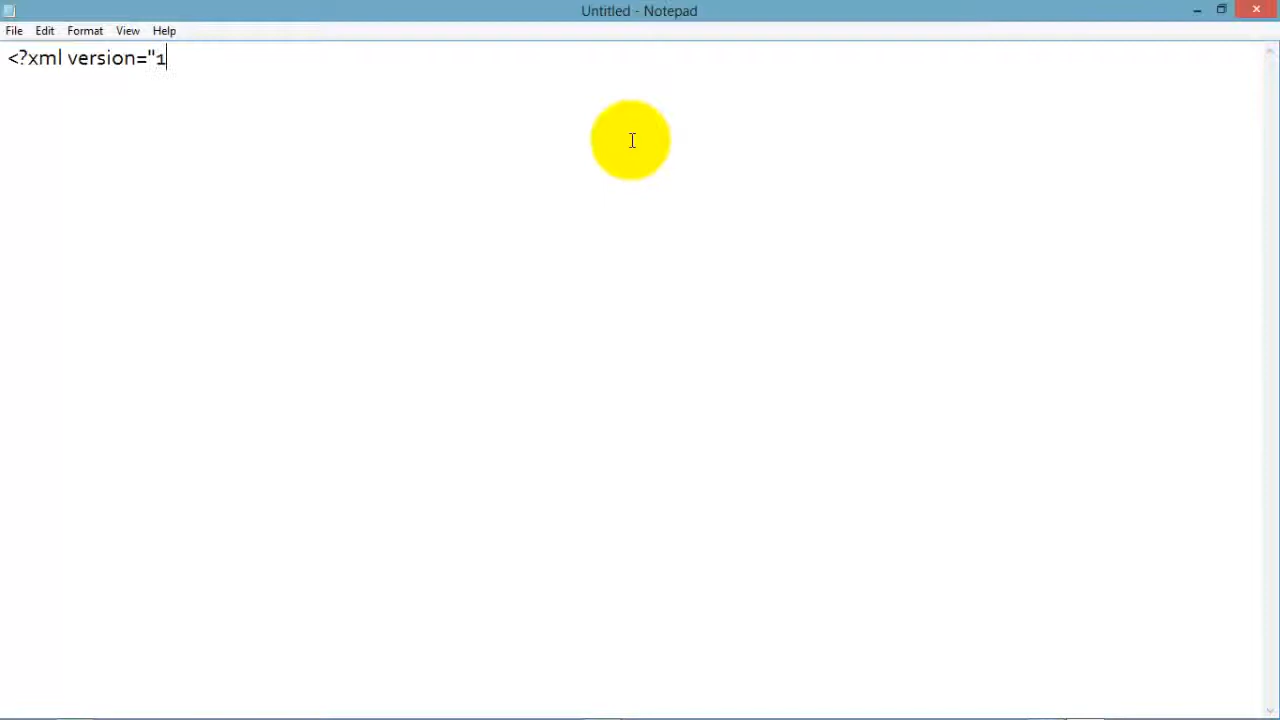 Untitled - Notepad
File Edit Format View Help
<?xml version="1